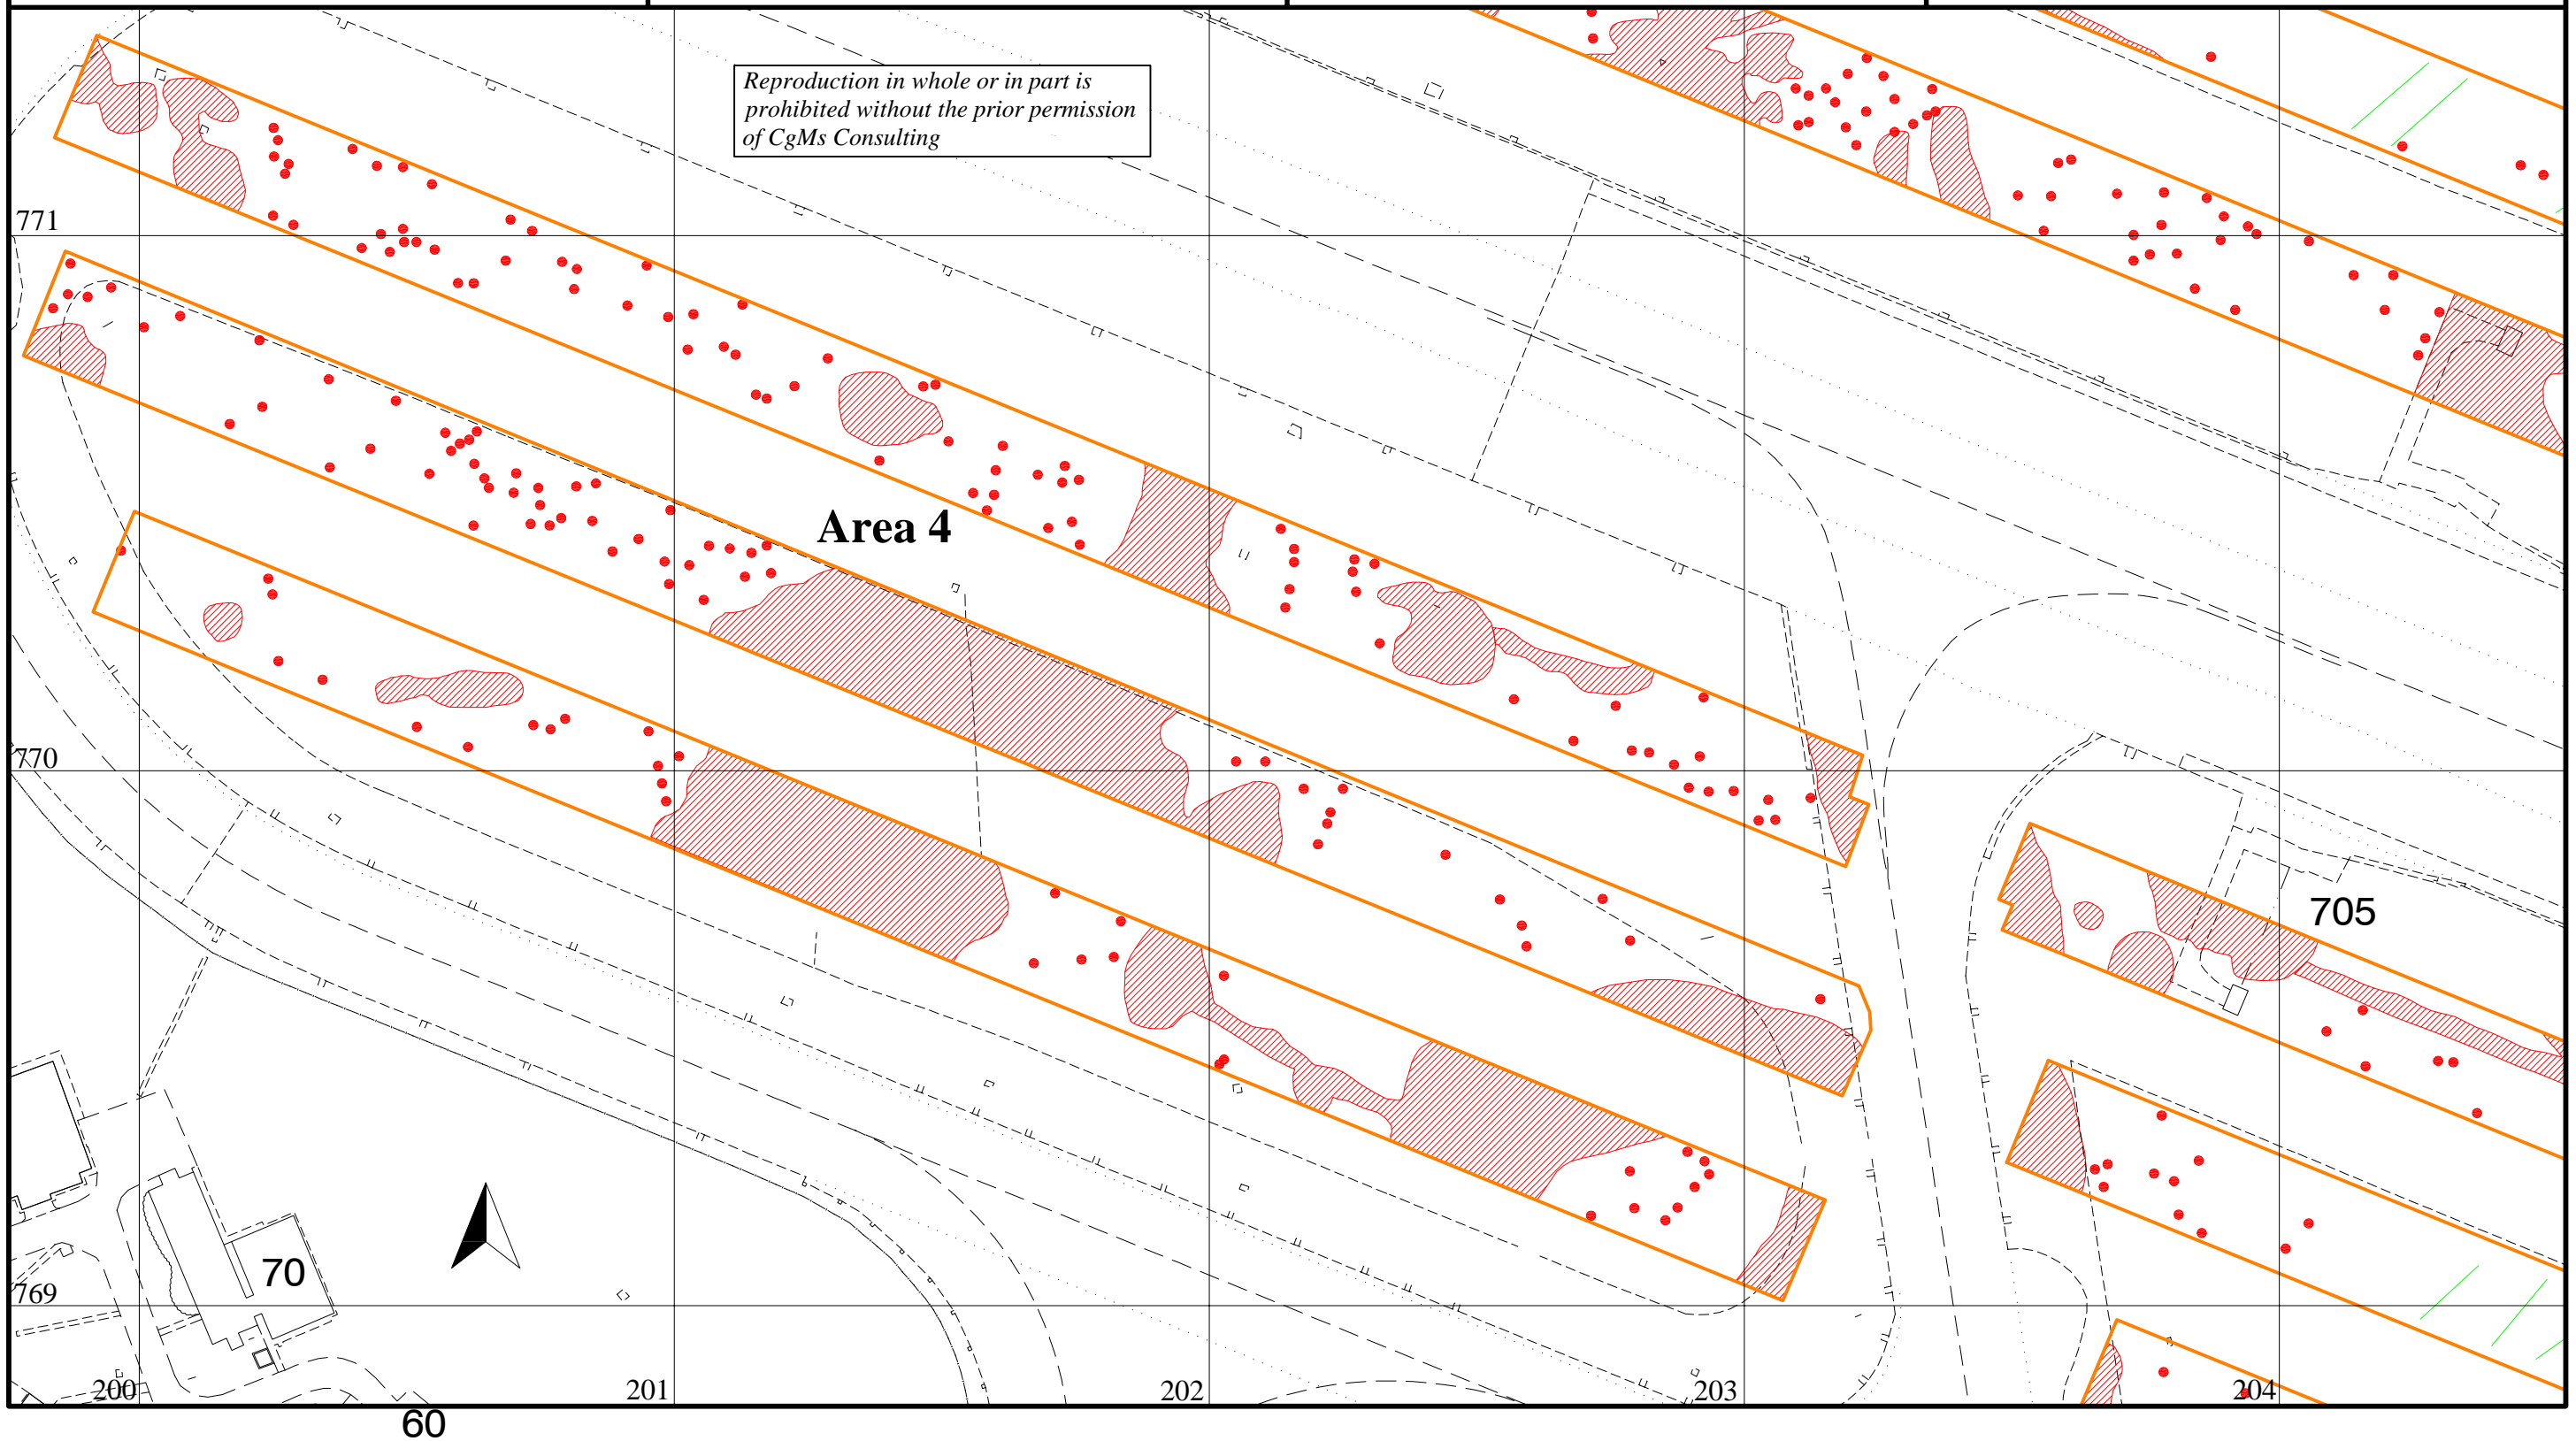 Reproduction in whole or in part is
prohibited without the prior permission
of CgMs Consulting
771
Area 4
770
705
70
769
200
201
202
203
204
60